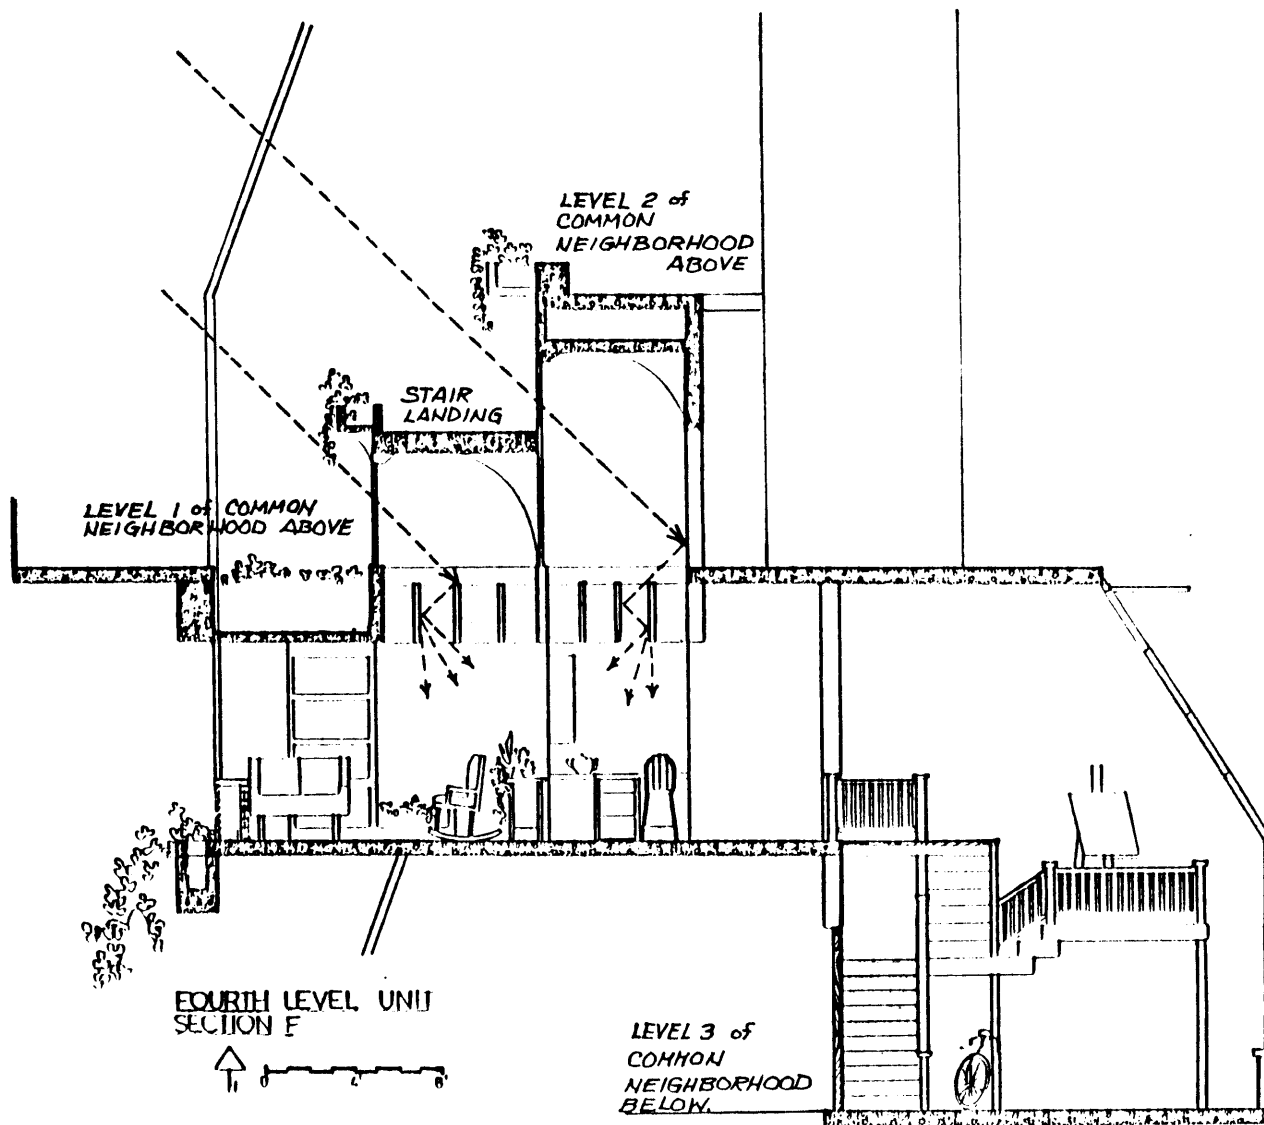 LEVEL 2 of
COMMON
NEIGHBORHOOD
ABOVE
STAIR
LANDING
LEVEL 1 of COMMON
NEIGHBORHOOD ABOVE
FOURTH LEVEL UNIT
SECTION F
0 4' 8'
LEVEL 3 of
COMMON
NEIGHBORHOOD
BELOW.